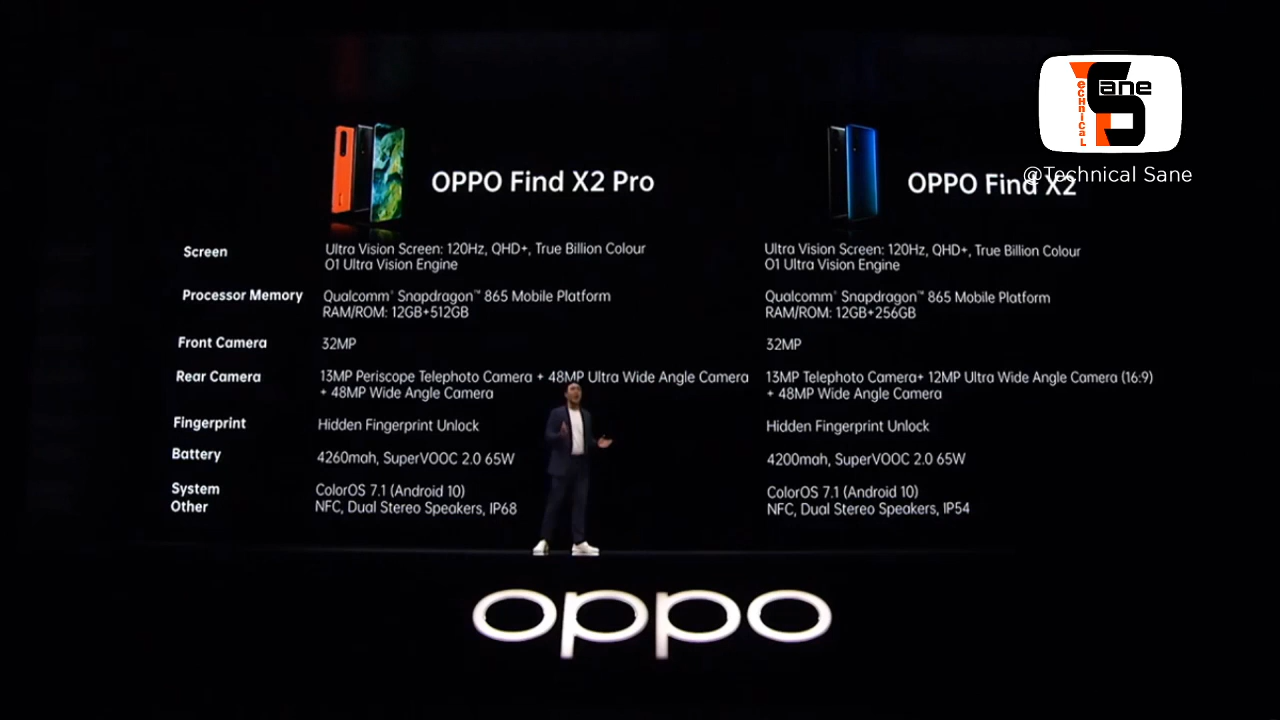 Technical Sane
@Technical Sane
OPPO Find X2 Pro
OPPO Find X2
Screen
Ultra Vision Screen: 120Hz, QHD+, True Billion Colour
O1 Ultra Vision Engine
Ultra Vision Screen: 120Hz, QHD+, True Billion Colour
O1 Ultra Vision Engine
Processor Memory
Qualcomm® Snapdragon™ 865 Mobile Platform
RAM/ROM: 12GB+512GB
Qualcomm® Snapdragon™ 865 Mobile Platform
RAM/ROM: 12GB+256GB
Front Camera
32MP
32MP
Rear Camera
13MP Periscope Telephoto Camera + 48MP Ultra Wide Angle Camera
+ 48MP Wide Angle Camera
13MP Telephoto Camera+ 12MP Ultra Wide Angle Camera (16:9)
+ 48MP Wide Angle Camera
Fingerprint
Hidden Fingerprint Unlock
Hidden Fingerprint Unlock
Battery
4260mah, SuperVOOC 2.0 65W
4200mah, SuperVOOC 2.0 65W
System
ColorOS 7.1 (Android 10)
ColorOS 7.1 (Android 10)
Other
NFC, Dual Stereo Speakers, IP68
NFC, Dual Stereo Speakers, IP54
oppo